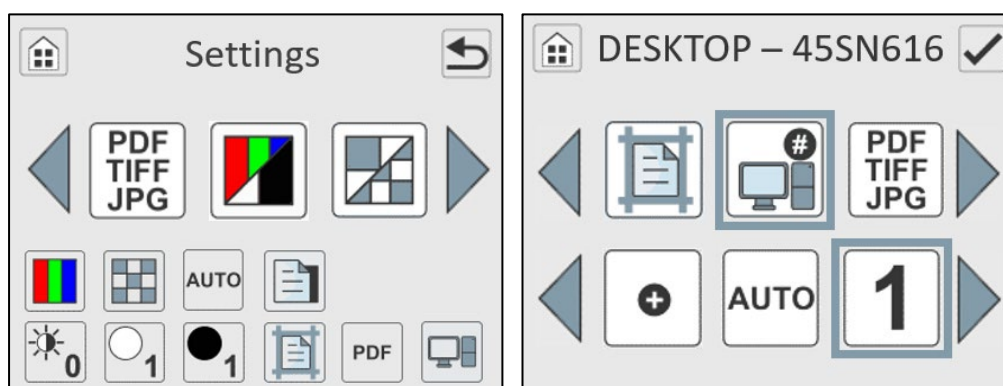 Settings
PDF
TIFF
JPG
AUTO
0
1
1
PDF
DESKTOP – 45SN616
#
PDF
TIFF
JPG
AUTO
1